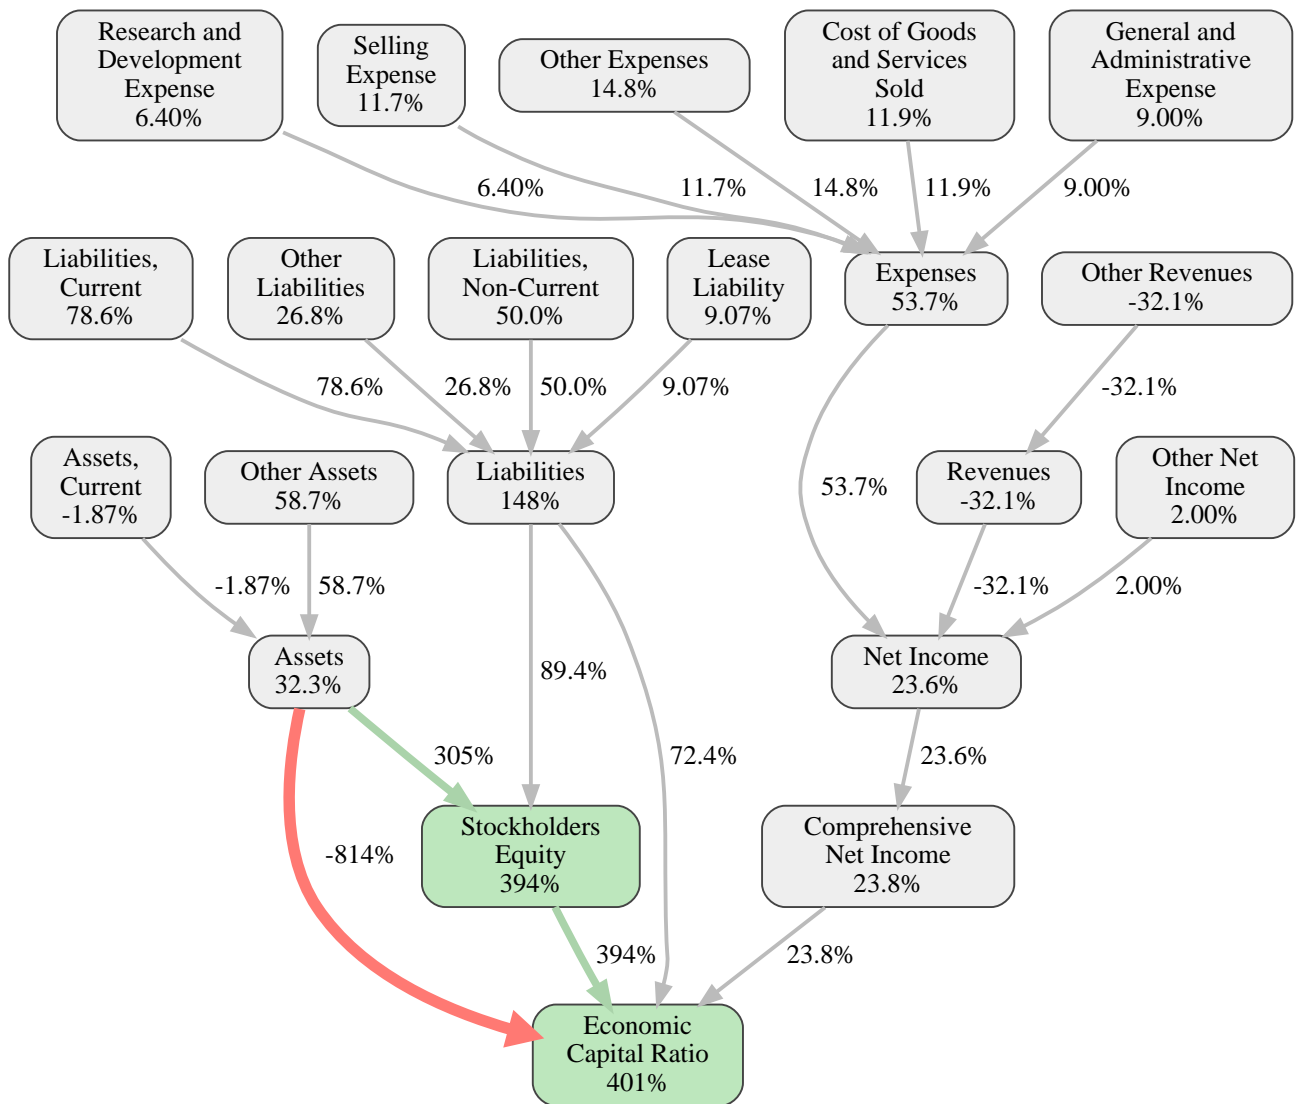 Research and
Development
Expense
6.40%
Selling
Expense
11.7%
Other Expenses
14.8%
Cost of Goods
and Services
Sold
11.9%
General and
Administrative
Expense
9.00%
6.40%
11.7%
14.8%
11.9%
9.00%
Liabilities,
Current
78.6%
Other
Liabilities
26.8%
Liabilities,
Non-Current
50.0%
Lease
Liability
9.07%
Expenses
53.7%
Other Revenues
-32.1%
78.6%
26.8%
50.0%
9.07%
-32.1%
Assets,
Current
-1.87%
Other Assets
58.7%
Liabilities
148%
53.7%
Revenues
-32.1%
Other Net
Income
2.00%
-1.87%
58.7%
-32.1%
2.00%
Assets
32.3%
89.4%
Net Income
23.6%
305%
72.4%
23.6%
-814%
Stockholders
Equity
394%
Comprehensive
Net Income
23.8%
394%
23.8%
Economic
Capital Ratio
401%